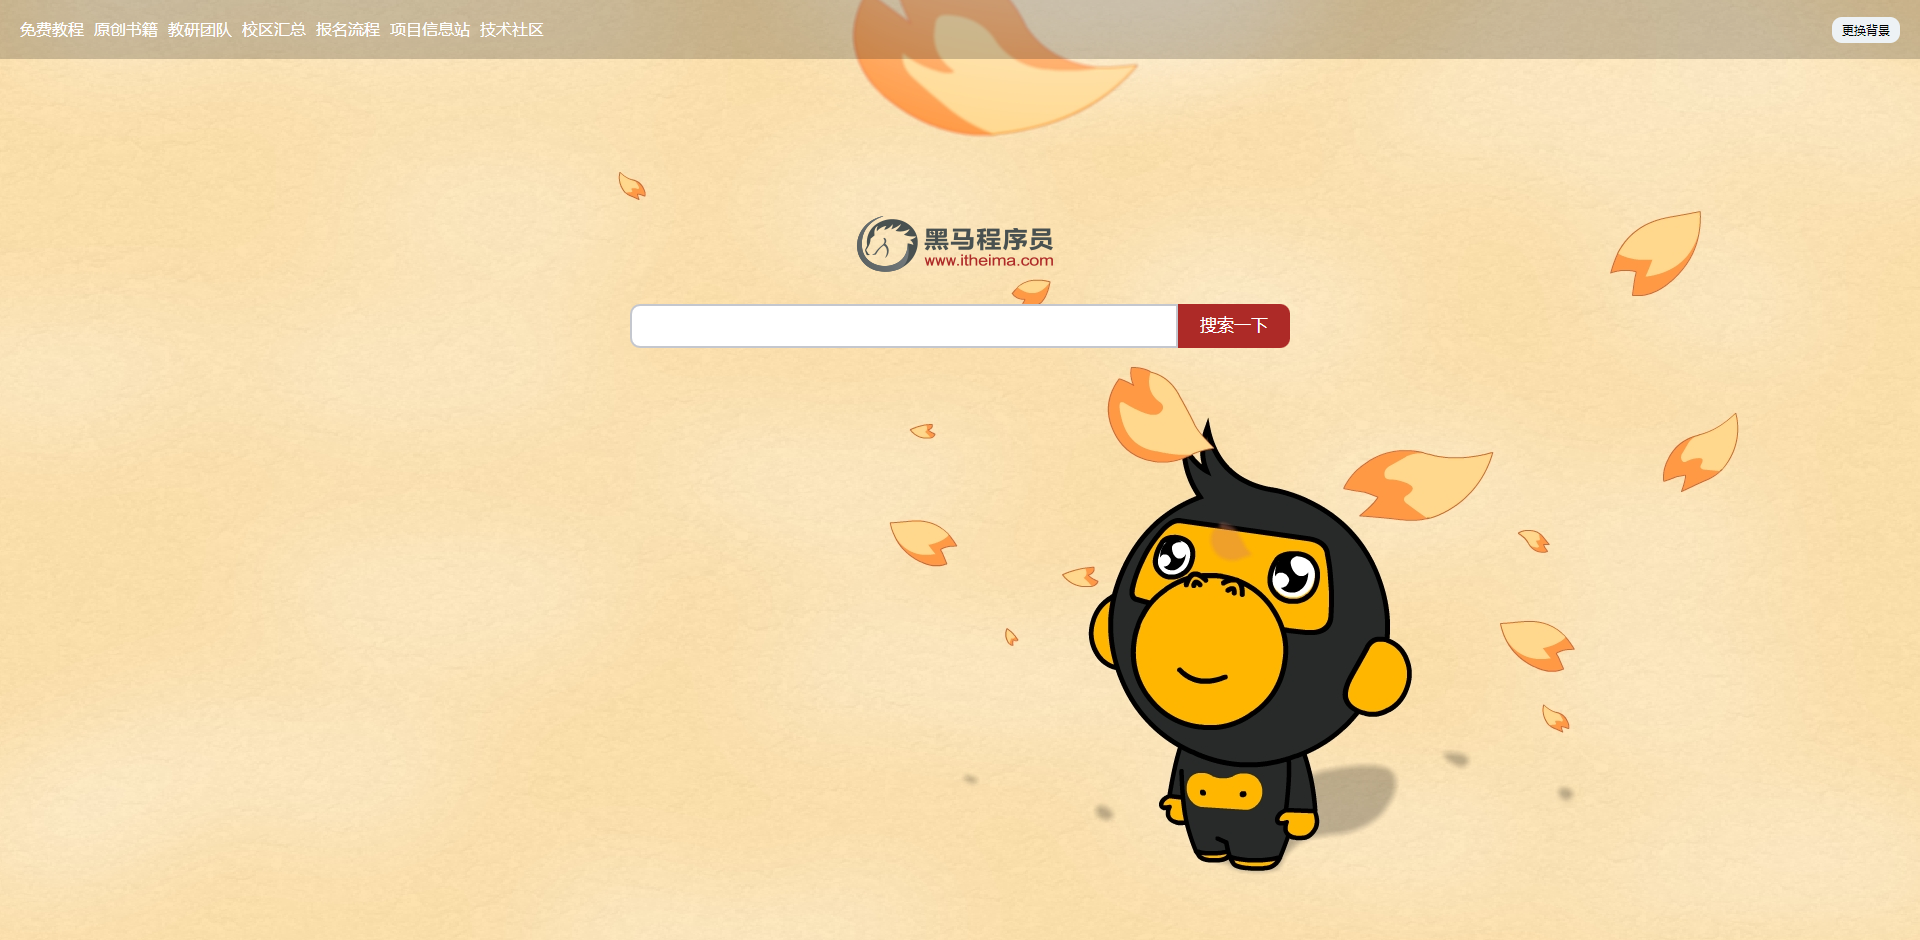 免费教程 原创书籍 教研团队 校区汇总 报名流程 项目信息站 技术社区 更换背景
黑马程序员
www.itheima.com
搜索一下